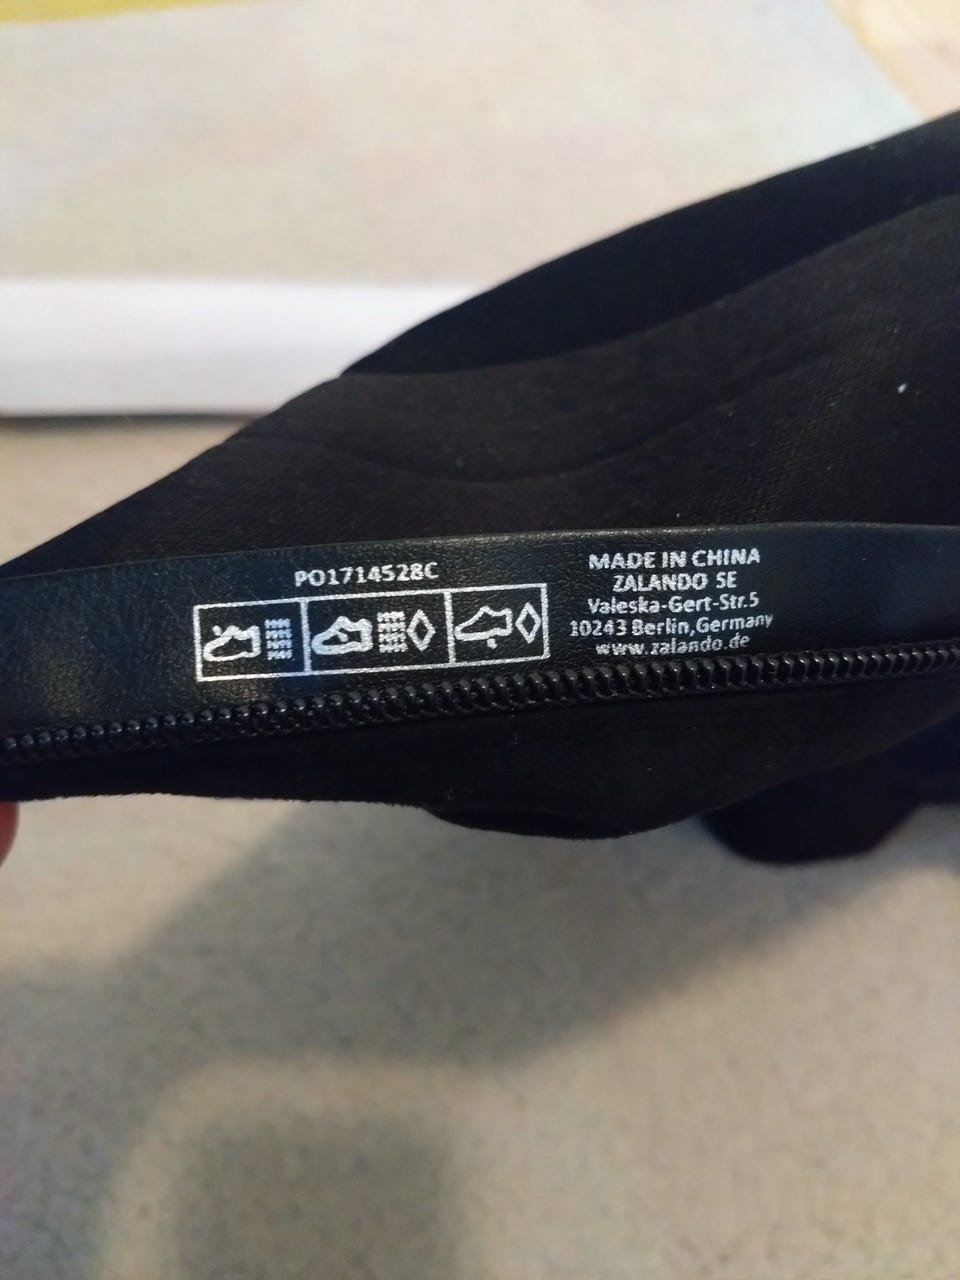 PO1714528C
MADE IN CHINA
ZALANDO SE
Valeska-Gert-Str.5
10243 Berlin,Germany
www.zalando.de